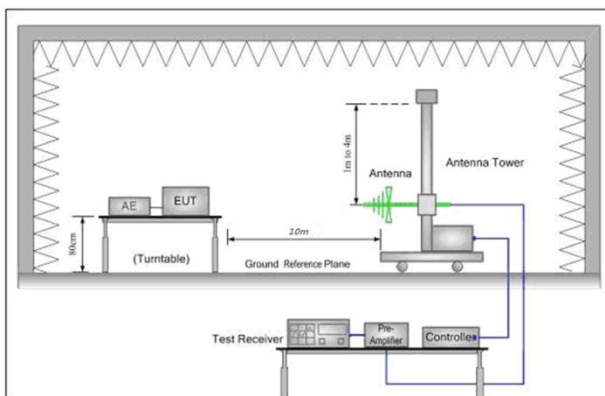 1m to 4m
Antenna
Antenna Tower
AE
EUT
80cm
(Turntable)
10m
Ground Reference Plane
Test Receiver
Pre-
Amplifier
Controller